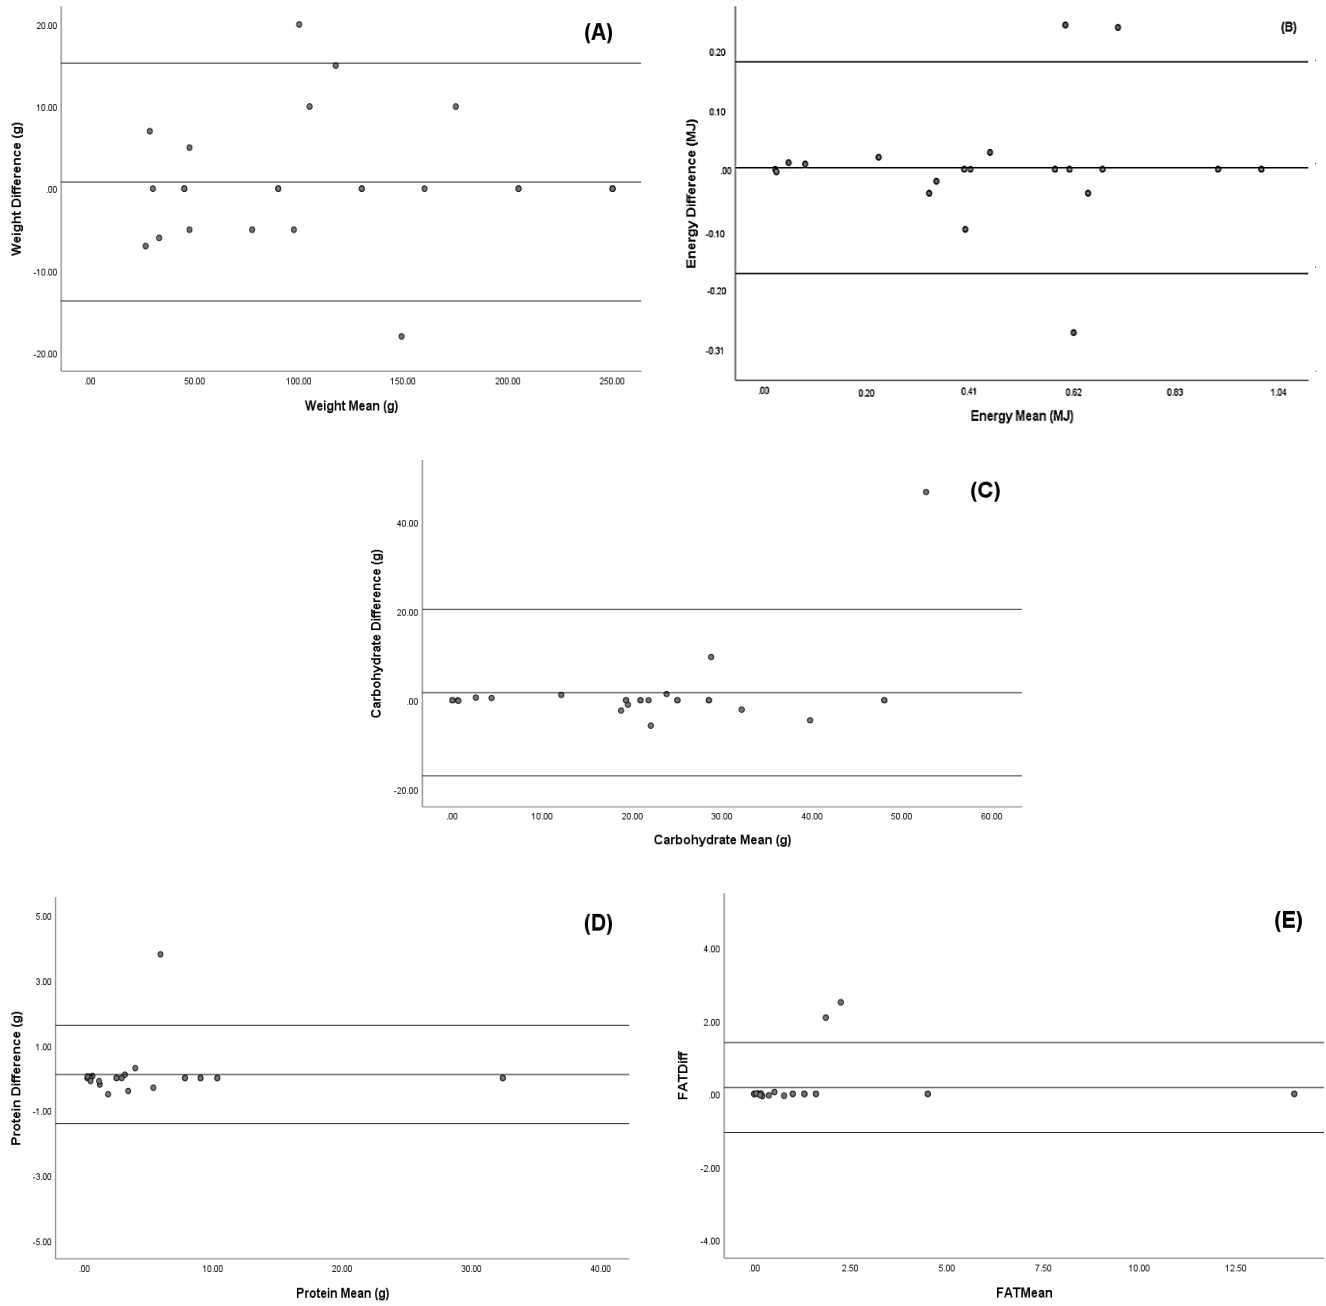 (A)
20.00
10.00
.00
-10.00
-20.00
Weight Difference (g)
.00 50.00 100.00 150.00 200.00 250.00
Weight Mean (g)
(B)
0.20
0.10
.00
-0.10
-0.20
-0.31
Energy Difference (MJ)
.00 0.20 0.41 0.62 0.83 1.04
Energy Mean (MJ)
(C)
40.00
20.00
.00
-20.00
Carbohydrate Difference (g)
.00 10.00 20.00 30.00 40.00 50.00 60.00
Carbohydrate Mean (g)
(D)
5.00
3.00
1.00
-1.00
-3.00
-5.00
Protein Difference (g)
.00 10.00 20.00 30.00 40.00
Protein Mean (g)
(E)
4.00
2.00
.00
-2.00
-4.00
FATDiff
.00 2.50 5.00 7.50 10.00 12.50
FATMean